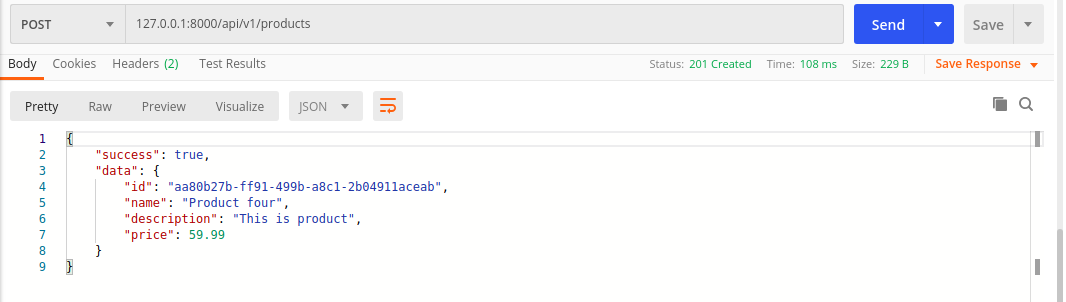 POST 127.0.0.1:8000/api/v1/products Send Save
Body Cookies Headers (2) Test Results Status: 201 Created Time: 108 ms Size: 229 B Save Response
Pretty Raw Preview Visualize JSON
1 {
2 "success": true,
3 "data": {
4 "id": "aa80b27b-ff91-499b-a8c1-2b04911aceab",
5 "name": "Product four",
6 "description": "This is product",
7 "price": 59.99
8 }
9 }